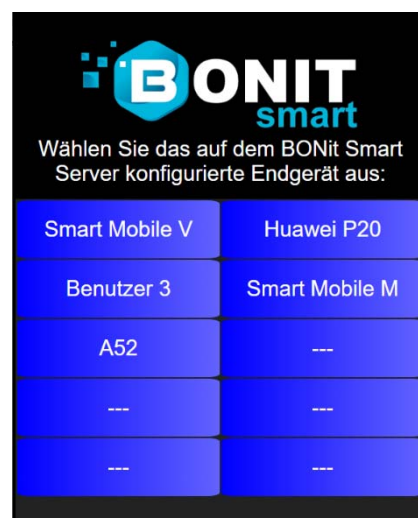 BONIT
smart
Wählen Sie das auf dem BONit Smart
Server konfigurierte Endgerät aus:
Smart Mobile V
Huawei P20
Benutzer 3
Smart Mobile M
A52
---
---
---
---
---